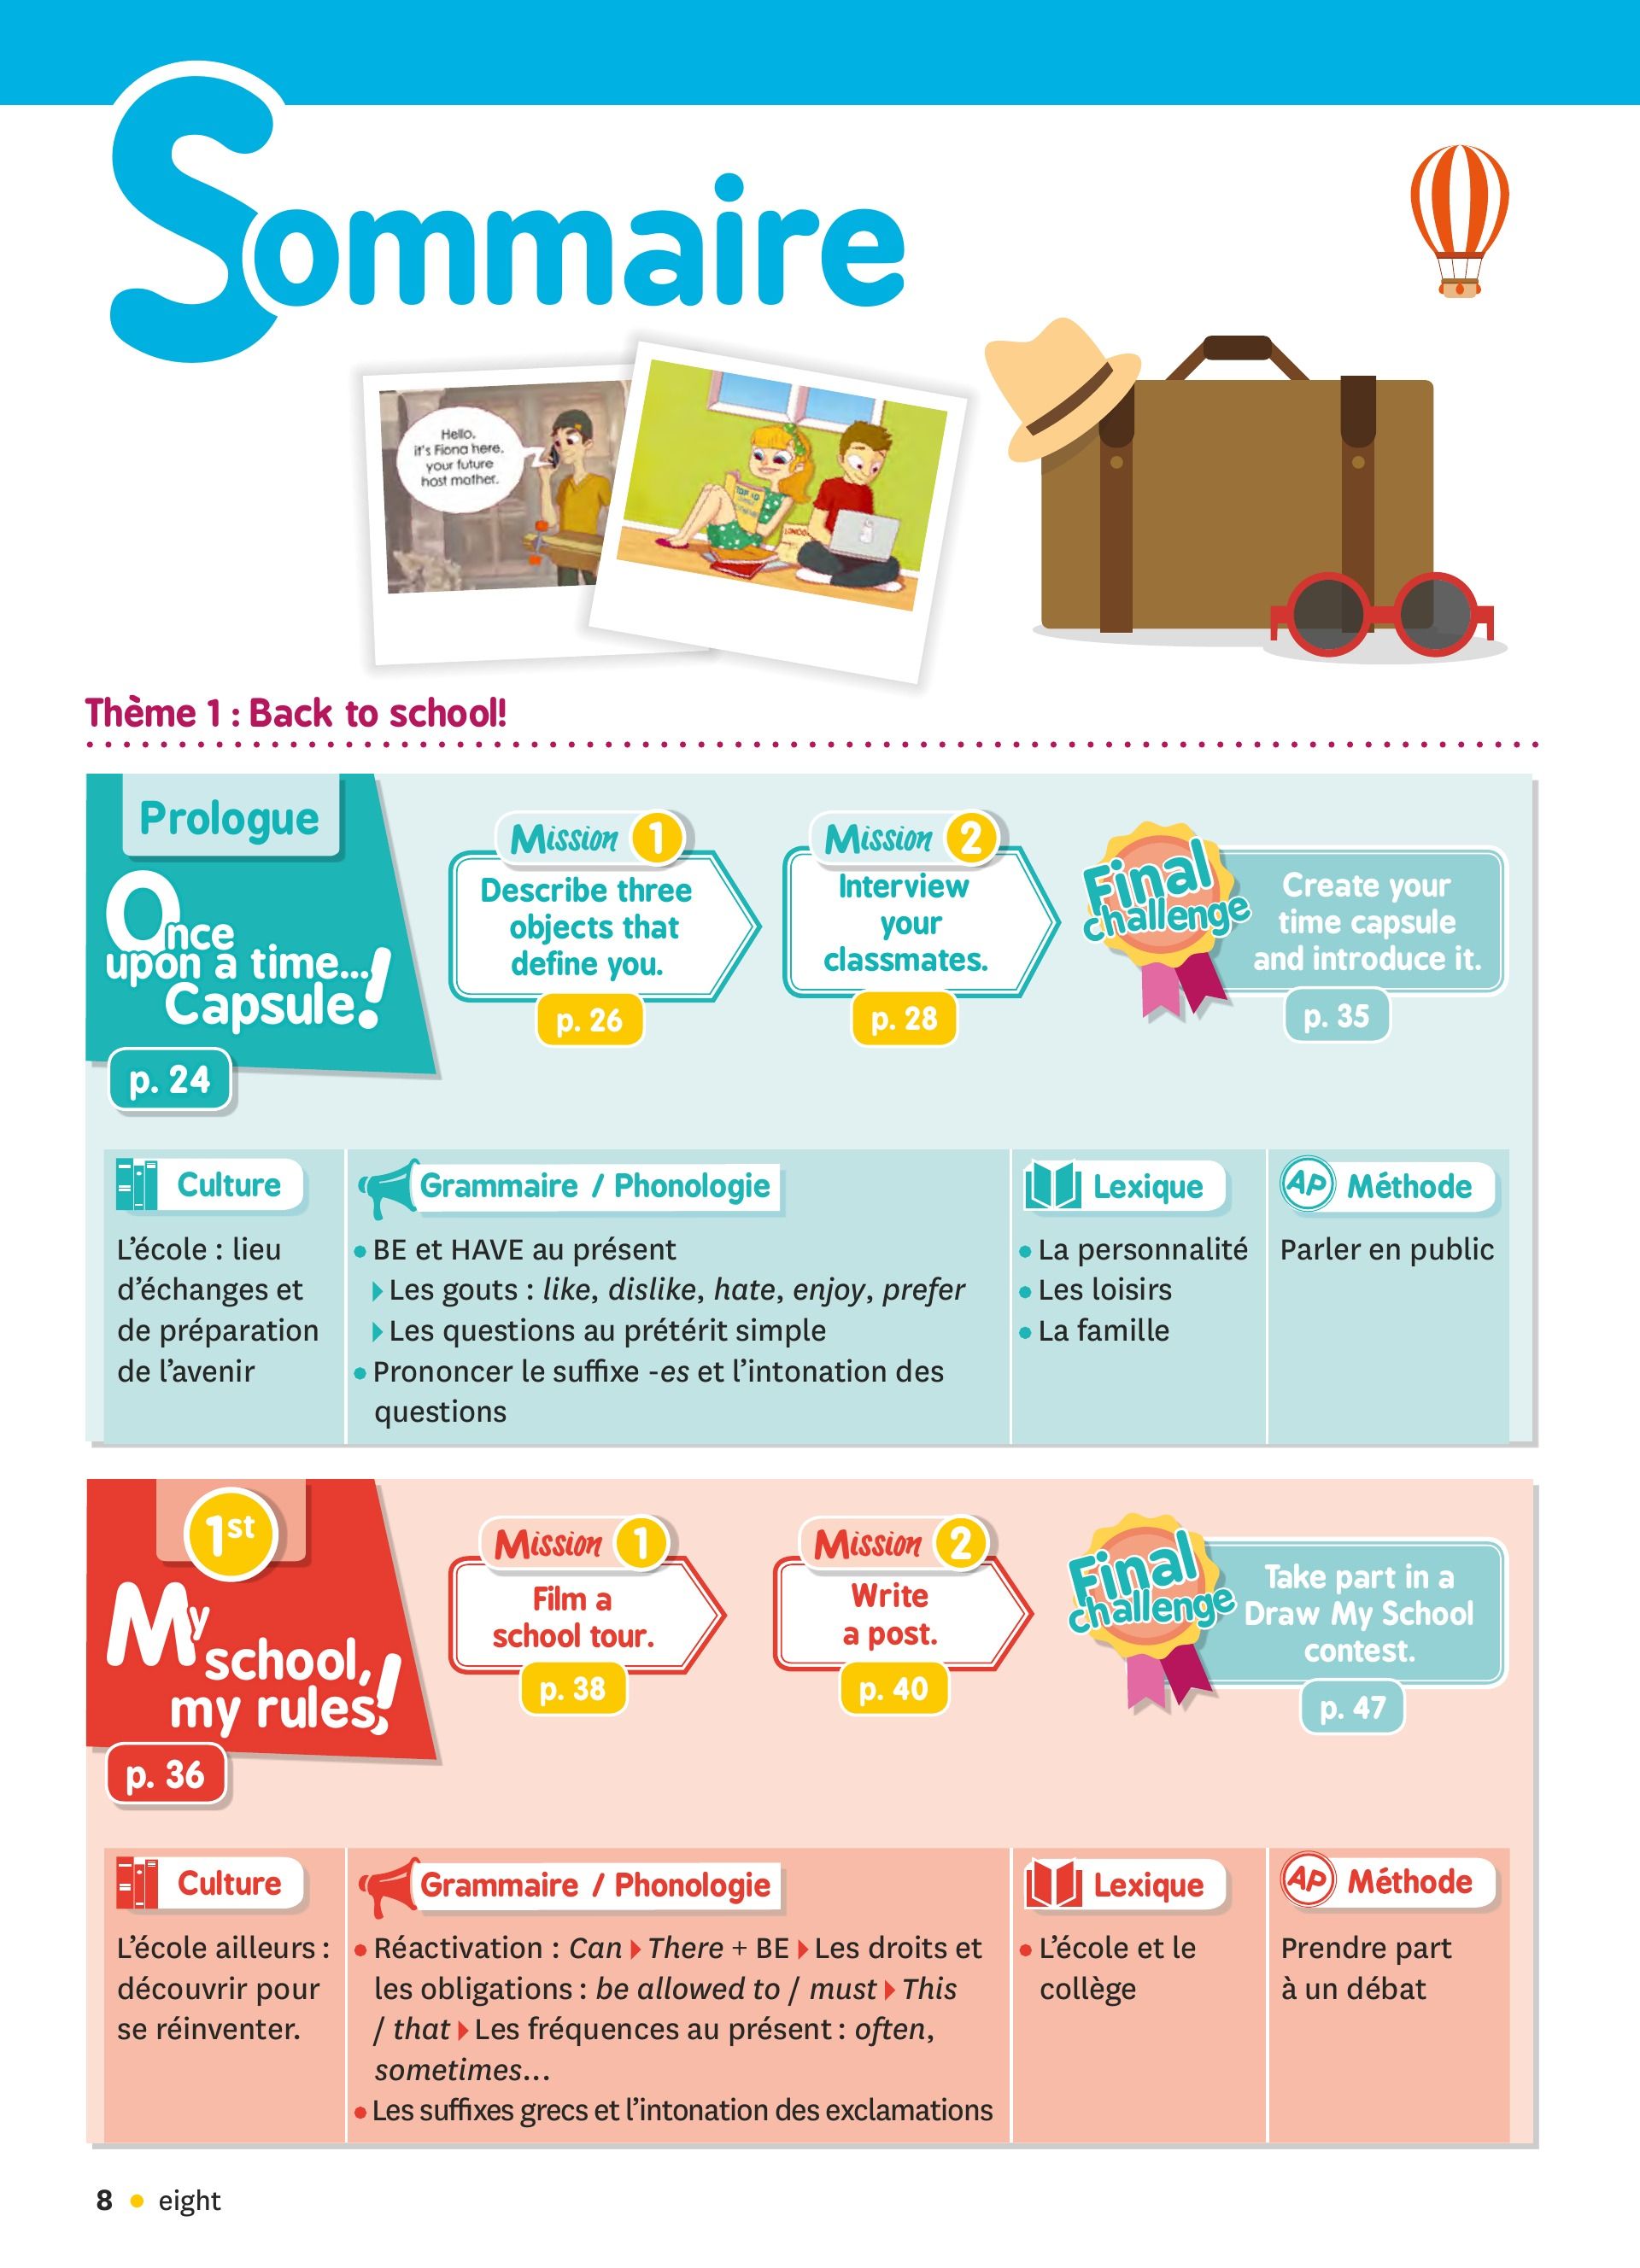 Sommaire
Hello,
it's Fiona here,
your future
host mother.
TOP 10
Thème 1 : Back to school!
Prologue
Once
upon a time...
Capsule!
p. 24
Mission 1
Describe three
objects that
define you.
p. 26
Mission 2
Interview
your
classmates.
p. 28
Final
challenge
Create your
time capsule
and introduce it.
p. 35
Culture
L'école : lieu
d'échanges et
de préparation
de l'avenir
Grammaire / Phonologie
• BE et HAVE au présent
▸ Les gouts : like, dislike, hate, enjoy, prefer
▸ Les questions au prétérit simple
• Prononcer le suffixe -es et l'intonation des
questions
Lexique
• La personnalité
• Les loisirs
• La famille
AP Méthode
Parler en public
1st
My
school,
my rules!
p. 36
Mission 1
Film a
school tour.
p. 38
Mission 2
Write
a post.
p. 40
Final
challenge
Take part in a
Draw My School
contest.
p. 47
Culture
L'école ailleurs :
découvrir pour
se réinventer.
Grammaire / Phonologie
• Réactivation : Can ▸ There + BE ▸ Les droits et
les obligations : be allowed to / must ▸ This
/ that ▸ Les fréquences au présent : often,
sometimes...
• Les suffixes grecs et l'intonation des exclamations
Lexique
• L'école et le
collège
AP Méthode
Prendre part
à un débat
8 • eight